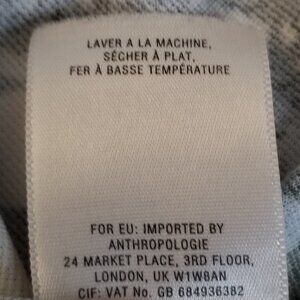 LAVER A LA MACHINE,
SÉCHER À PLAT,
FER À BASSE TEMPÉRATURE
FOR EU: IMPORTED BY
ANTHROPOLOGIE
24 MARKET PLACE, 3RD FLOOR,
LONDON, UK W1W8AN
CIF: VAT No. GB 684936382